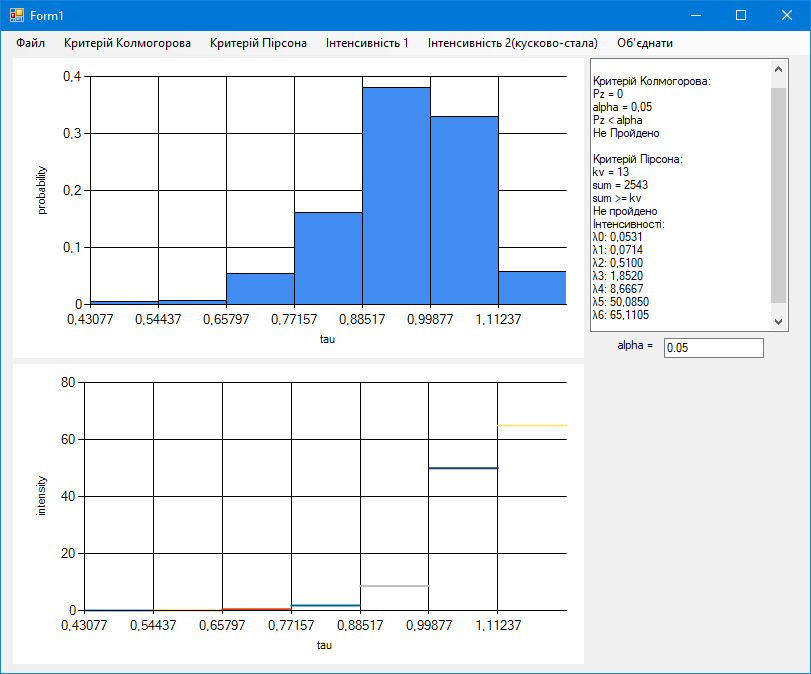 Form1
Файл Критерій Колмогорова Критерій Пірсона Інтенсивність 1 Інтенсивність 2(кусково-стала) Об'єднати
0,4
0,3
0,2
0,1
0
probability
0,43077 0,54437 0,65797 0,77157 0,88517 0,99877 1,11237
tau
Критерій Колмогорова:
Pz = 0
alpha = 0,05
Pz < alpha
Не Пройдено
Критерій Пірсона:
kv = 13
sum = 2543
sum >= kv
Не пройдено
Інтенсивності:
λ0: 0,0531
λ1: 0,0714
λ2: 0,5100
λ3: 1,8520
λ4: 8,6667
λ5: 50,0850
λ6: 65,1105
alpha = 0.05
80
60
40
20
0
intensity
0,43077 0,54437 0,65797 0,77157 0,88517 0,99877 1,11237
tau